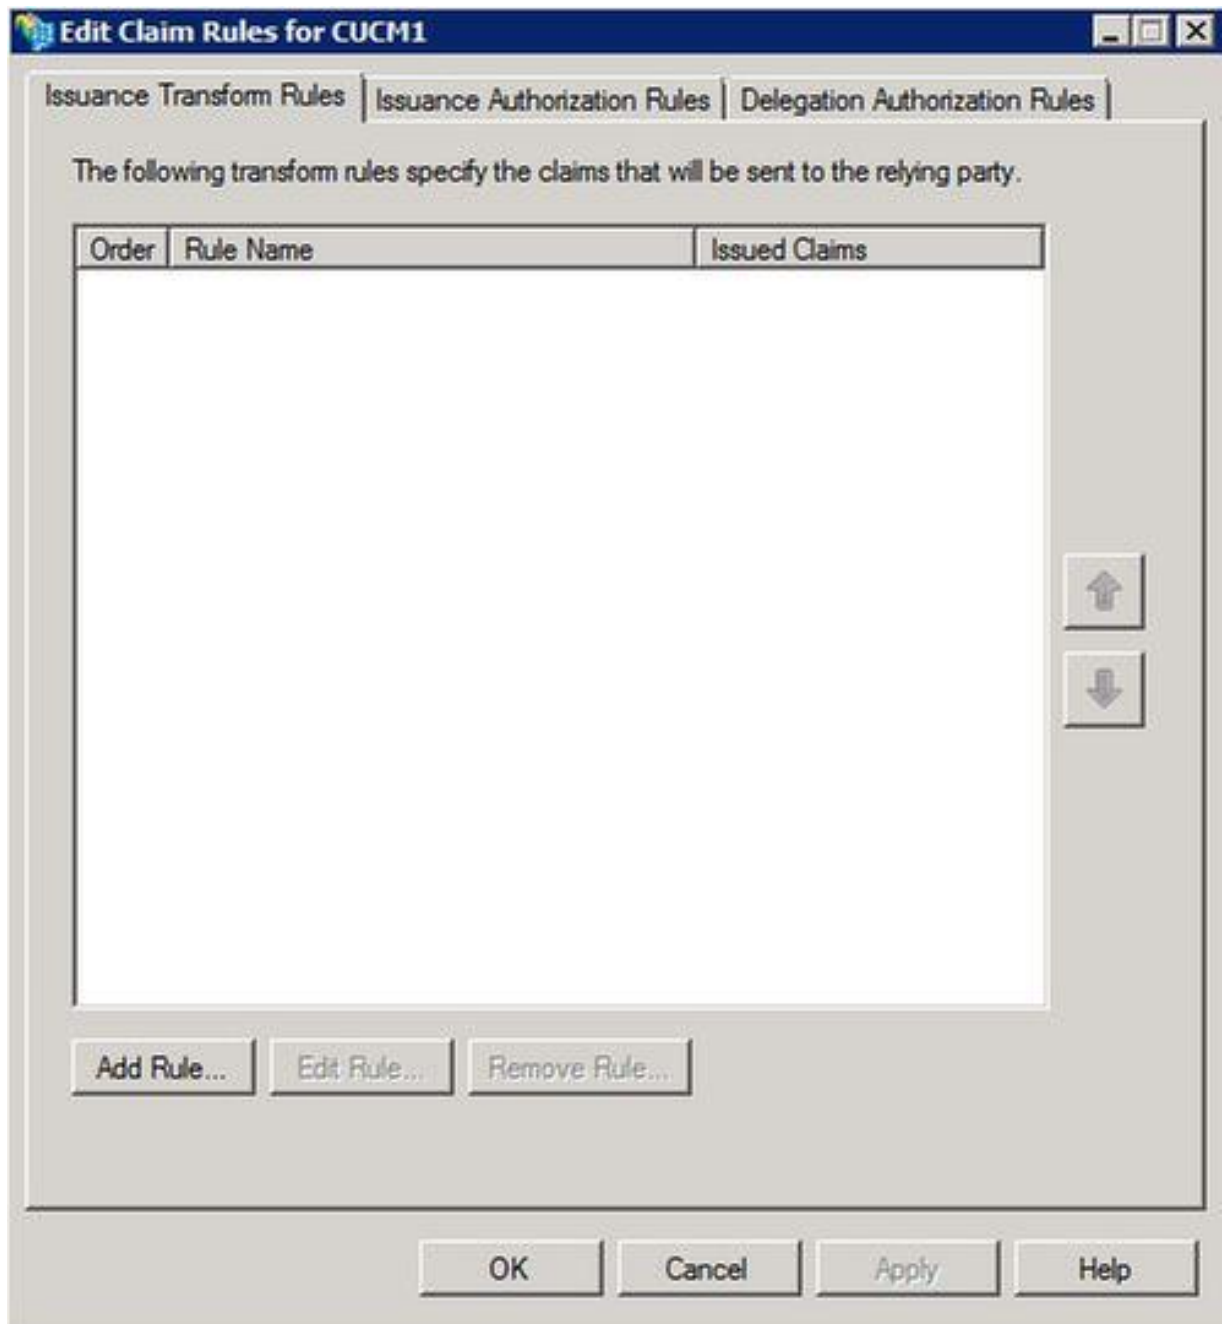 Edit Claim Rules for CUCM1
Issuance Transform Rules Issuance Authorization Rules Delegation Authorization Rules
The following transform rules specify the claims that will be sent to the relying party.
Order Rule Name Issued Claims
Add Rule... Edit Rule... Remove Rule...
OK Cancel Apply Help